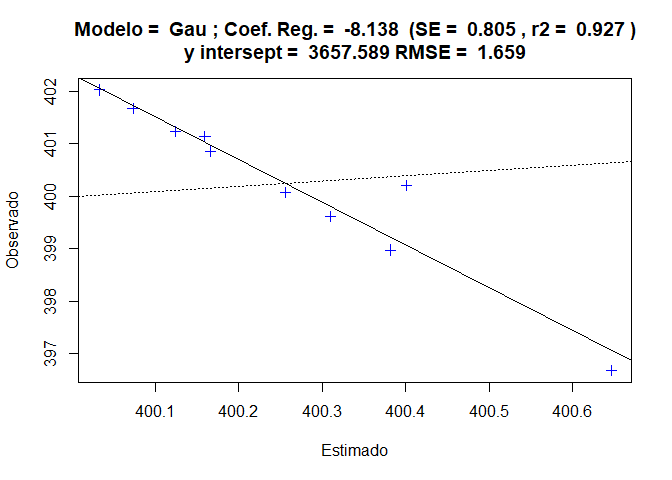 Modelo = Gau ; Coef. Reg. = -8.138 (SE = 0.805 , r2 = 0.927 )
y intersept = 3657.589 RMSE = 1.659
402
401
400
399
398
397
Observado
400.1 400.2 400.3 400.4 400.5 400.6
Estimado